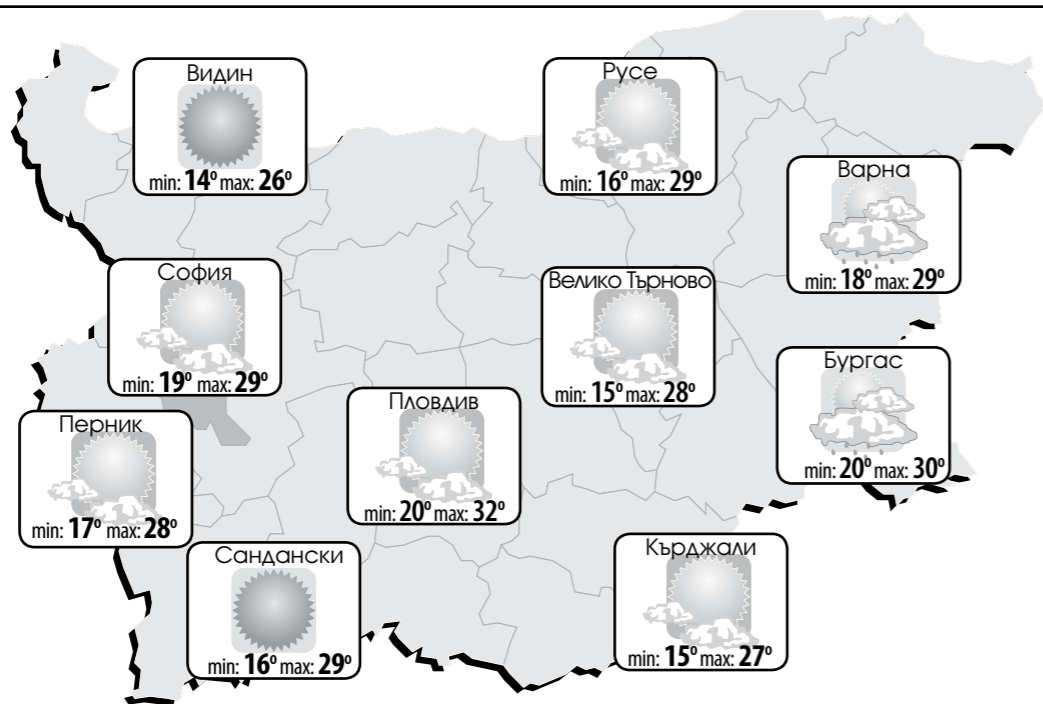 Видин
min: 14° max: 26°
Русе
min: 16° max: 29°
Варна
min: 18° max: 29°
София
min: 19° max: 29°
Велико Търново
min: 15° max: 28°
Бургас
min: 20° max: 30°
Пловдив
min: 20° max: 32°
Перник
min: 17° max: 28°
Сандански
min: 16° max: 29°
Кърджали
min: 15° max: 27°